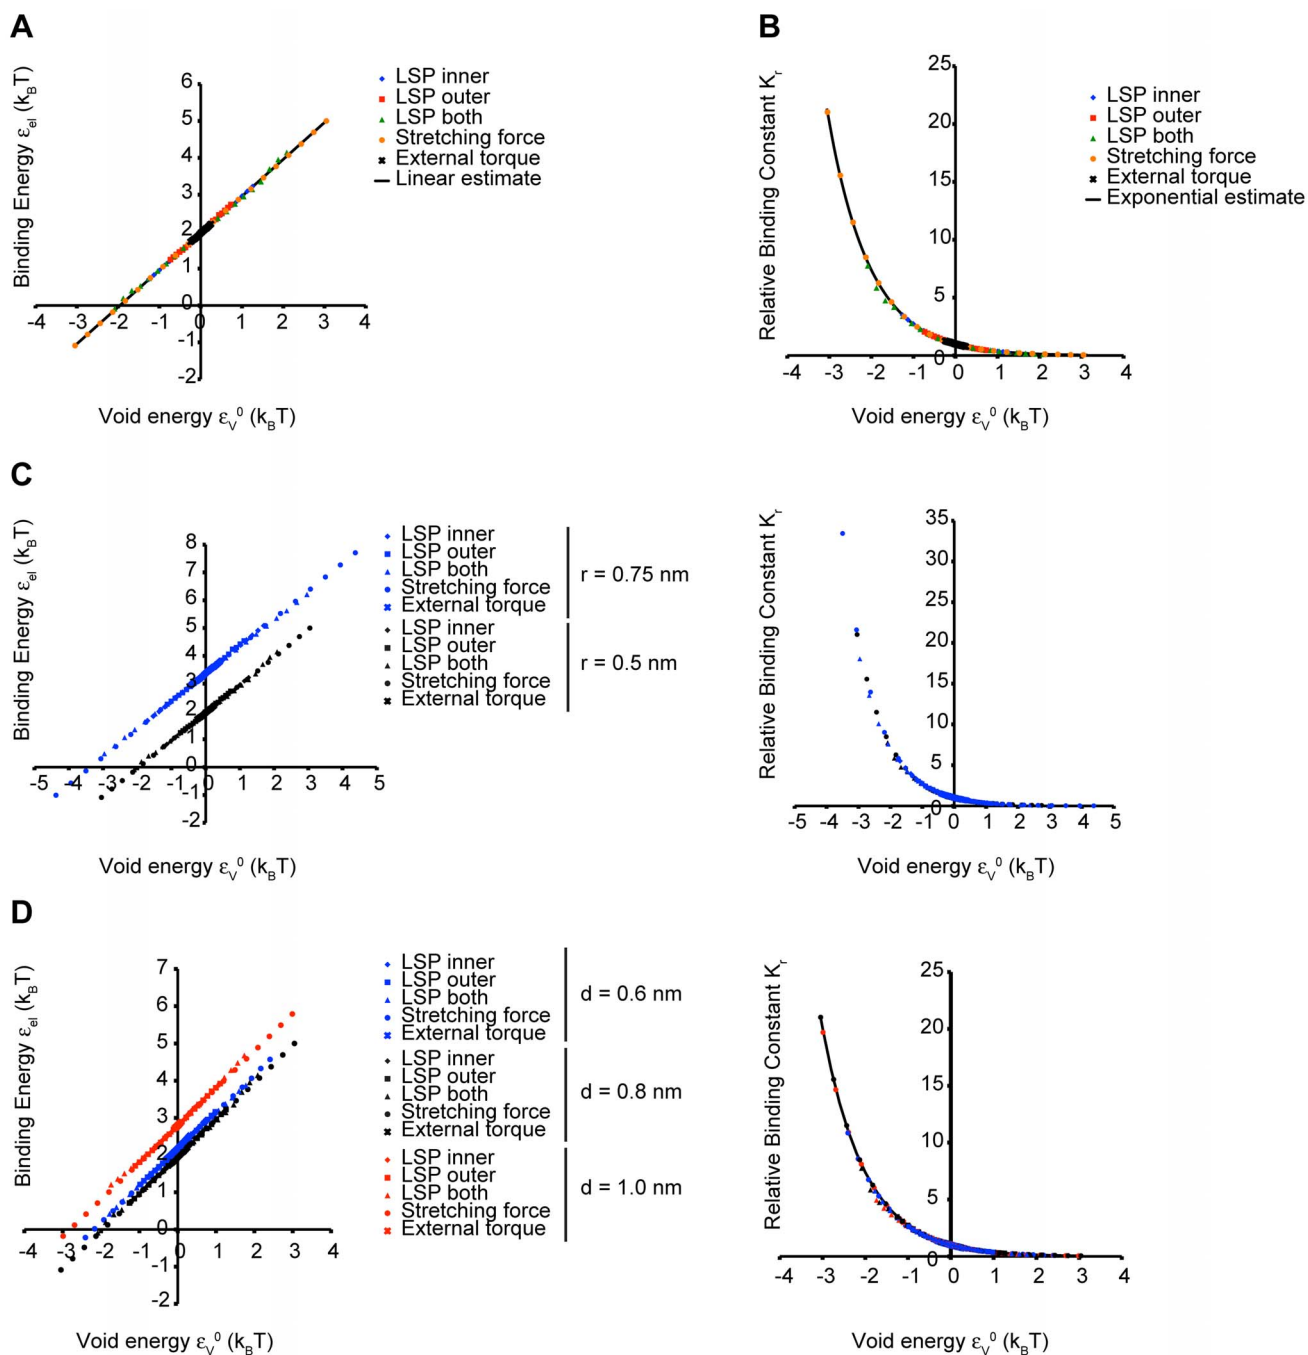 A
Binding Energy ε_el (k_BT)
6
5
4
3
2
1
0
-1
-2
-4 -3 -2 -1 0 1 2 3 4
Void energy ε_V^0 (k_BT)
LSP inner
LSP outer
LSP both
Stretching force
External torque
Linear estimate
B
Relative Binding Constant K_r
25
20
15
10
5
0
-4 -3 -2 -1 0 1 2 3 4
Void energy ε_V^0 (k_BT)
LSP inner
LSP outer
LSP both
Stretching force
External torque
Exponential estimate
C
Binding Energy ε_el (k_BT)
8
7
6
5
4
3
2
1
0
-1
-2
-5 -4 -3 -2 -1 0 1 2 3 4 5
Void energy ε_V^0 (k_BT)
LSP inner
LSP outer
LSP both
Stretching force
External torque
r = 0.75 nm
LSP inner
LSP outer
LSP both
Stretching force
External torque
r = 0.5 nm
Relative Binding Constant K_r
35
30
25
20
15
10
5
0
-5 -4 -3 -2 -1 0 1 2 3 4 5
Void energy ε_V^0 (k_BT)
D
Binding Energy ε_el (k_BT)
7
6
5
4
3
2
1
0
-1
-2
-4 -3 -2 -1 0 1 2 3 4
Void energy ε_V^0 (k_BT)
LSP inner
LSP outer
LSP both
Stretching force
External torque
d = 0.6 nm
LSP inner
LSP outer
LSP both
Stretching force
External torque
d = 0.8 nm
LSP inner
LSP outer
LSP both
Stretching force
External torque
d = 1.0 nm
Relative Binding Constant K_r
25
20
15
10
5
0
-4 -3 -2 -1 0 1 2 3 4
Void energy ε_V^0 (k_BT)